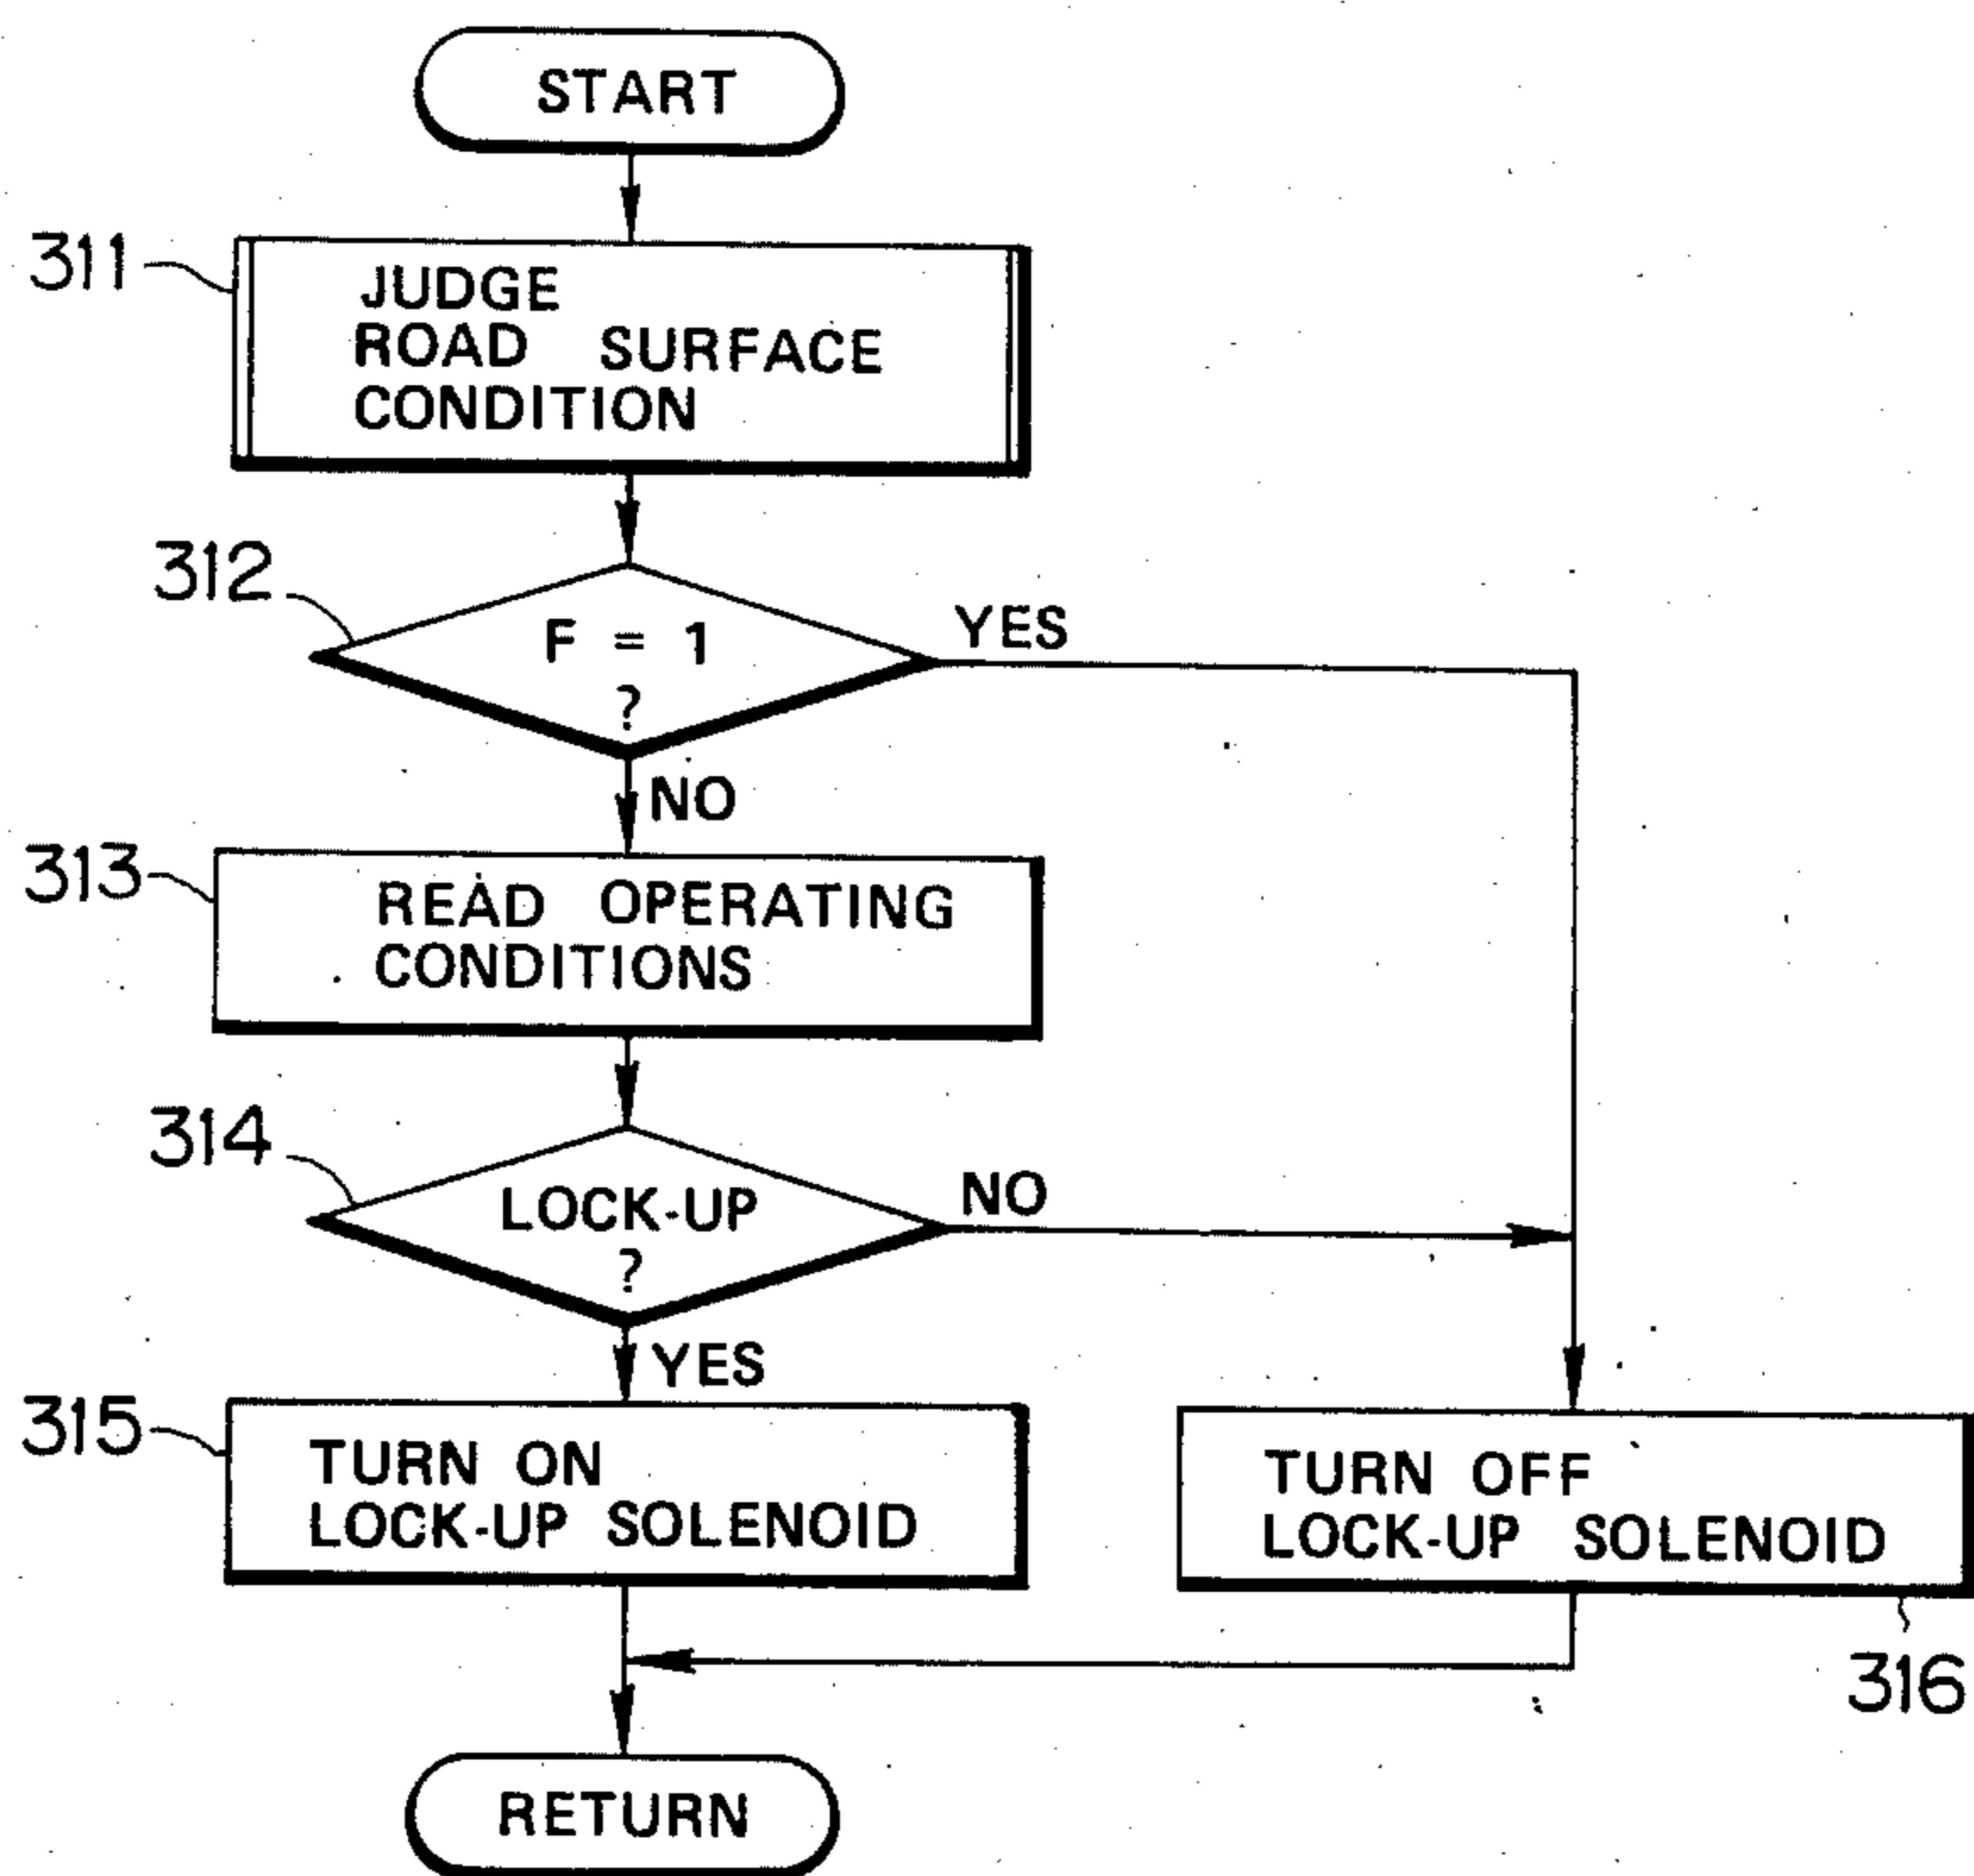 START
311
JUDGE
ROAD SURFACE
CONDITION
312
F = 1
?
YES
NO
313
READ OPERATING
CONDITIONS
314
LOCK-UP
?
NO
YES
315
TURN ON
LOCK-UP SOLENOID
TURN OFF
LOCK-UP SOLENOID
316
RETURN